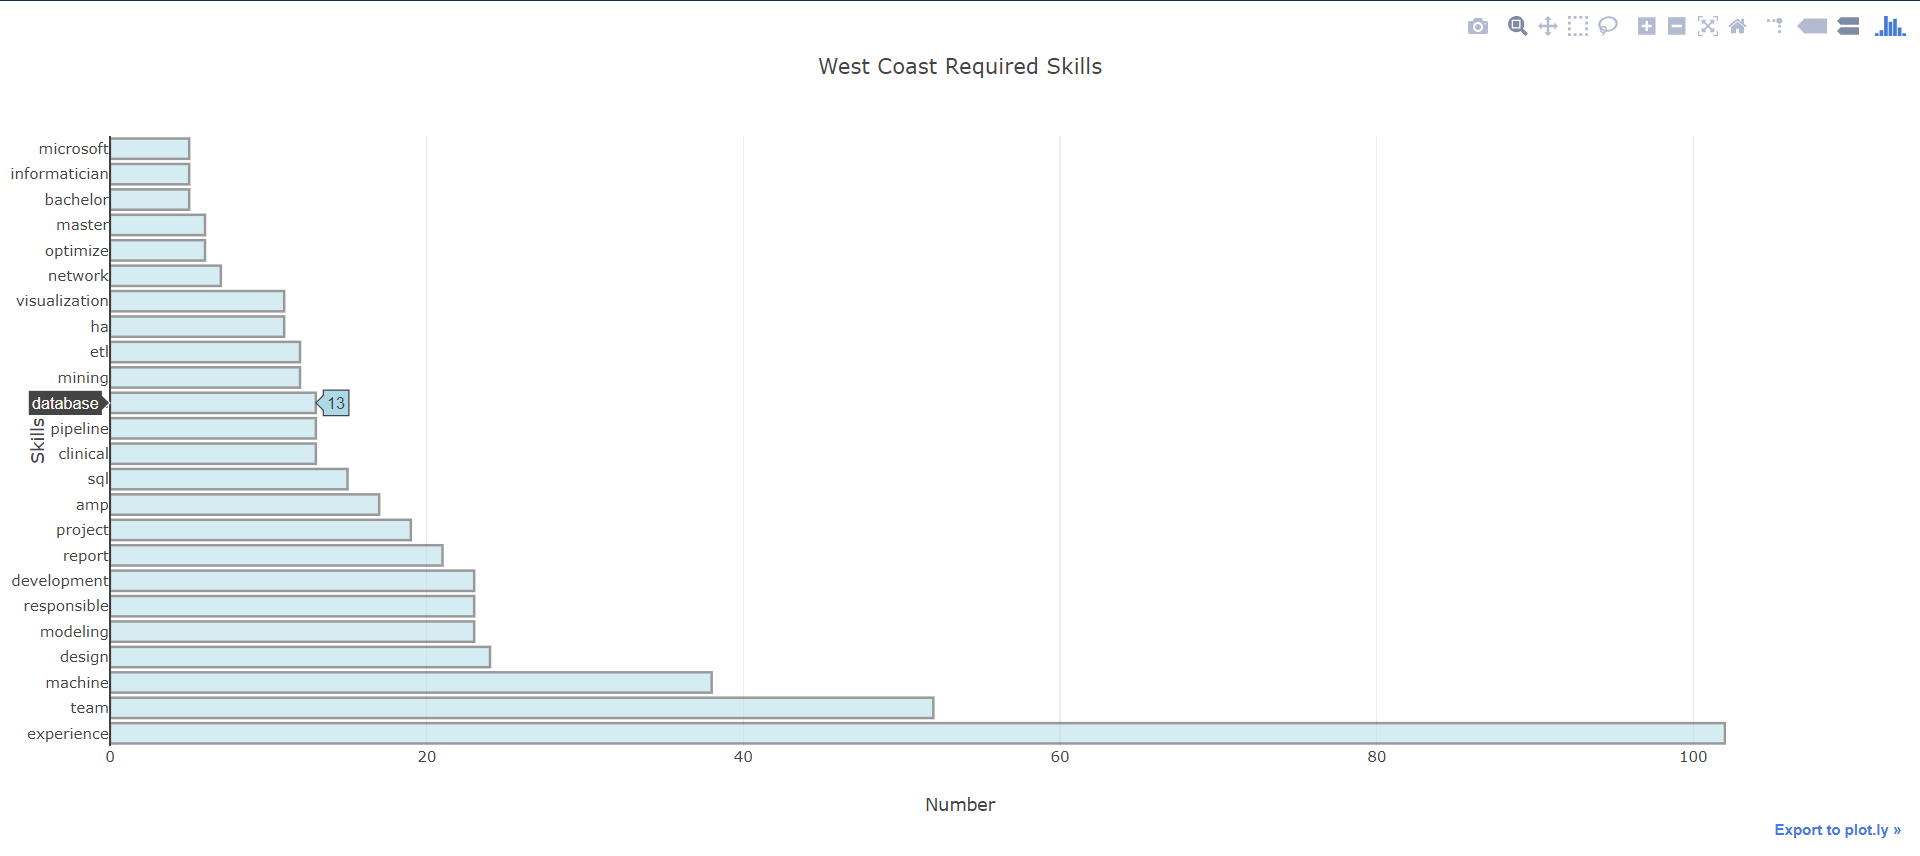 West Coast Required Skills
microsoft
informatician
bachelor
master
optimize
network
visualization
ha
etl
mining
database
13
pipeline
clinical
sql
amp
project
report
development
responsible
modeling
design
machine
team
experience
Skills
0 20 40 60 80 100
Number
Export to plot.ly »